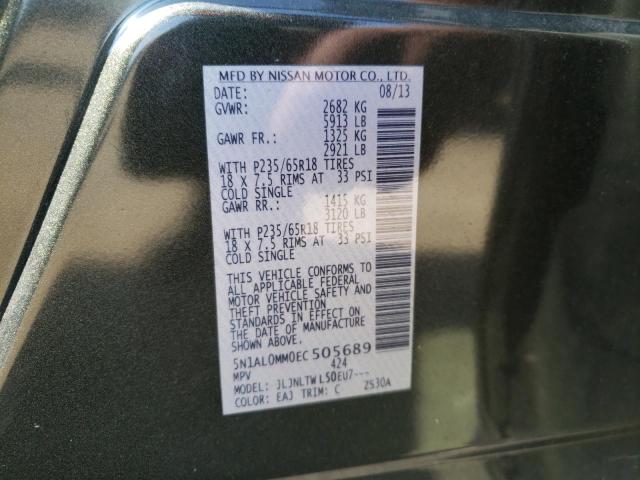 MFD BY NISSAN MOTOR CO., LTD.
DATE: 08/13
GVWR: 2682 KG
5913 LB
GAWR FR.: 1325 KG
2921 LB
WITH P235/65R18 TIRES
18 X 7.5 RIMS AT 33 PSI
COLD SINGLE
GAWR RR.: 1415 KG
3120 LB
WITH P235/65R18 TIRES
18 X 7.5 RIMS AT 33 PSI
COLD SINGLE
THIS VEHICLE CONFORMS TO
ALL APPLICABLE FEDERAL
MOTOR VEHICLE SAFETY AND
THEFT PREVENTION
STANDARDS IN EFFECT ON
THE DATE OF MANUFACTURE
SHOWN ABOVE.
5N1AL0MM0EC505689
MPV 424
MODEL: JLJNLTWL50EU7---
COLOR: EAJ TRIM: C ZS30A